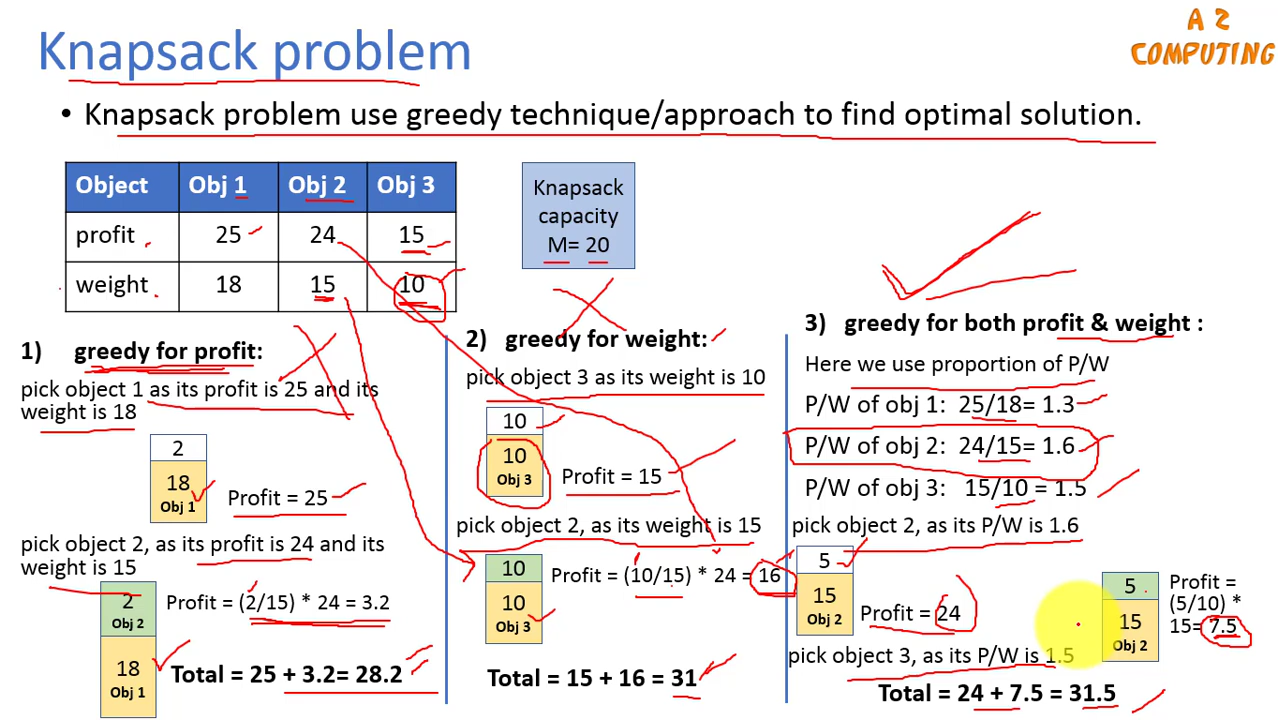 A 2
COMPUTING
Knapsack problem
• Knapsack problem use greedy technique/approach to find optimal solution.
Object Obj 1 Obj 2 Obj 3
profit 25 24 15
weight 18 15 10
Knapsack
capacity
M= 20
1) greedy for profit:
pick object 1 as its profit is 25 and its
weight is 18
2
18
Obj 1
Profit = 25
pick object 2, as its profit is 24 and its
weight is 15
2
Obj 2
18
Obj 1
Profit = (2/15) * 24 = 3.2
Total = 25 + 3.2= 28.2
2) greedy for weight:
pick object 3 as its weight is 10
10
10
Obj 3
Profit = 15
pick object 2, as its weight is 15
10
10
Obj 3
Profit = (10/15) * 24 = 16
Total = 15 + 16 = 31
3) greedy for both profit & weight :
Here we use proportion of P/W
P/W of obj 1: 25/18= 1.3
P/W of obj 2: 24/15= 1.6
P/W of obj 3: 15/10 = 1.5
pick object 2, as its P/W is 1.6
5
15
Obj 2
Profit = 24
pick object 3, as its P/W is 1.5
5
15
Obj 2
Profit =
(5/10) *
15= 7.5
Total = 24 + 7.5 = 31.5